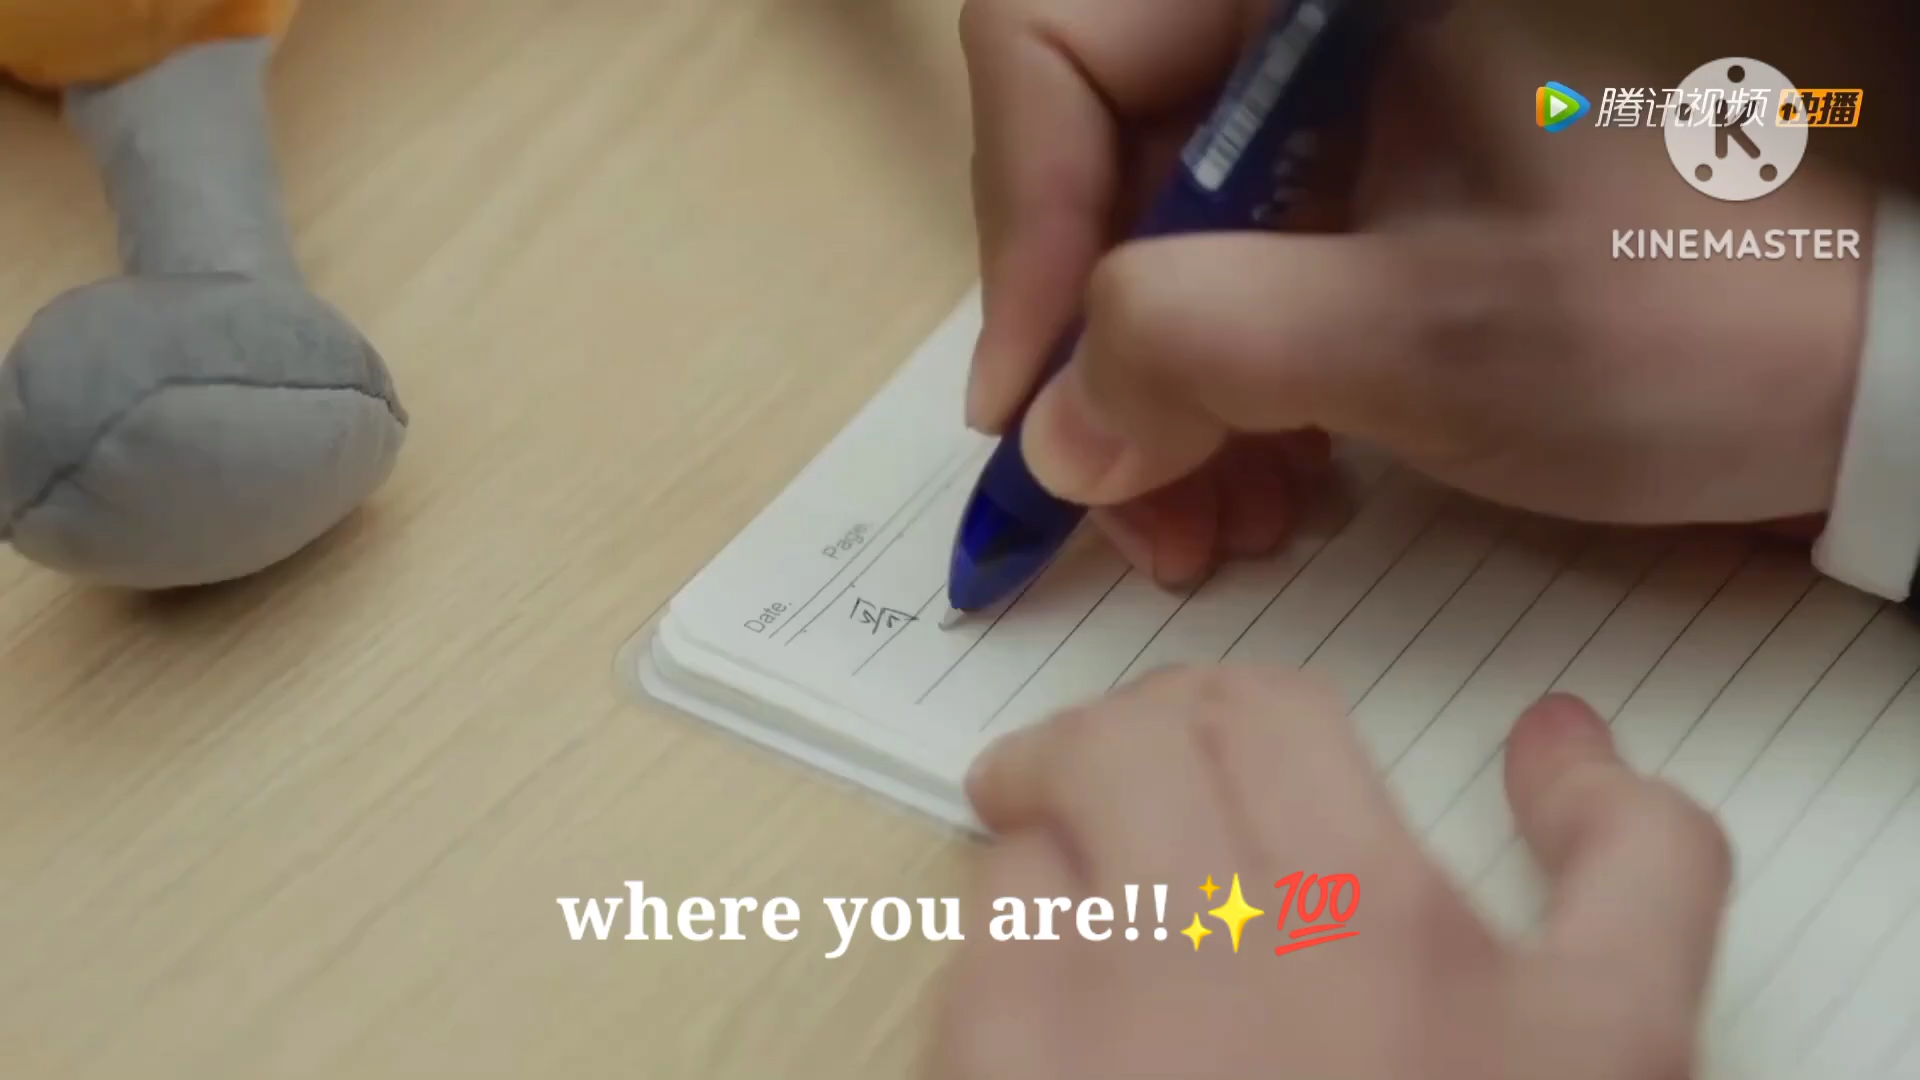 腾讯视频
KINEMASTER
Page.
Date.
where you are!!✨💯